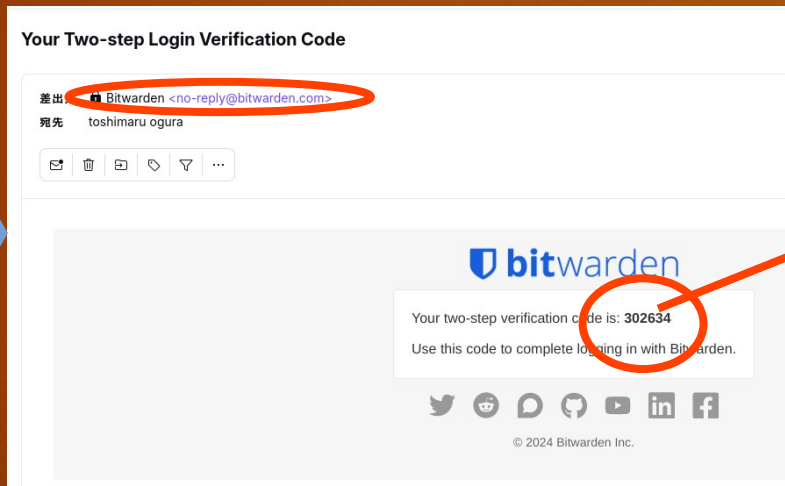 Your Two-step Login Verification Code
差出 Bitwarden <no-reply@bitwarden.com>
宛先 toshimaru ogura
bitwarden
Your two-step verification code is: 302634
Use this code to complete logging in with Bitwarden.
© 2024 Bitwarden Inc.